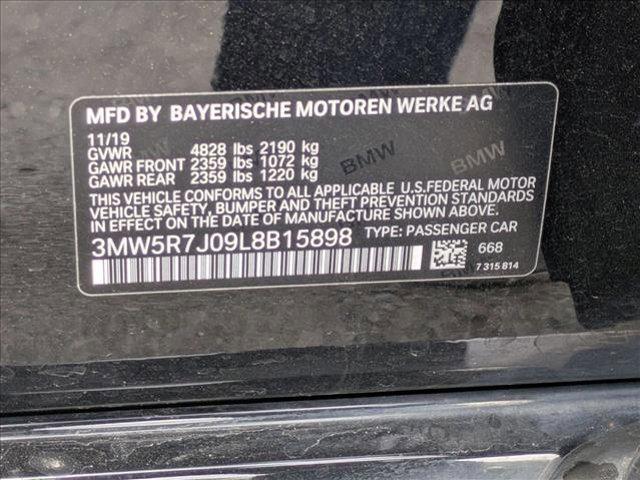 MFD BY BAYERISCHE MOTOREN WERKE AG
11/19
GVWR 4828 lbs 2190 kg
GAWR FRONT 2359 lbs 1072 kg
GAWR REAR 2359 lbs 1220 kg
THIS VEHICLE CONFORMS TO ALL APPLICABLE U.S.FEDERAL MOTOR
VEHICLE SAFETY, BUMPER AND THEFT PREVENTION STANDARDS
IN EFFECT ON THE DATE OF MANUFACTURE SHOWN ABOVE.
3MW5R7J09L8B15898 TYPE: PASSENGER CAR
668
7 315 814
BMW
BMW